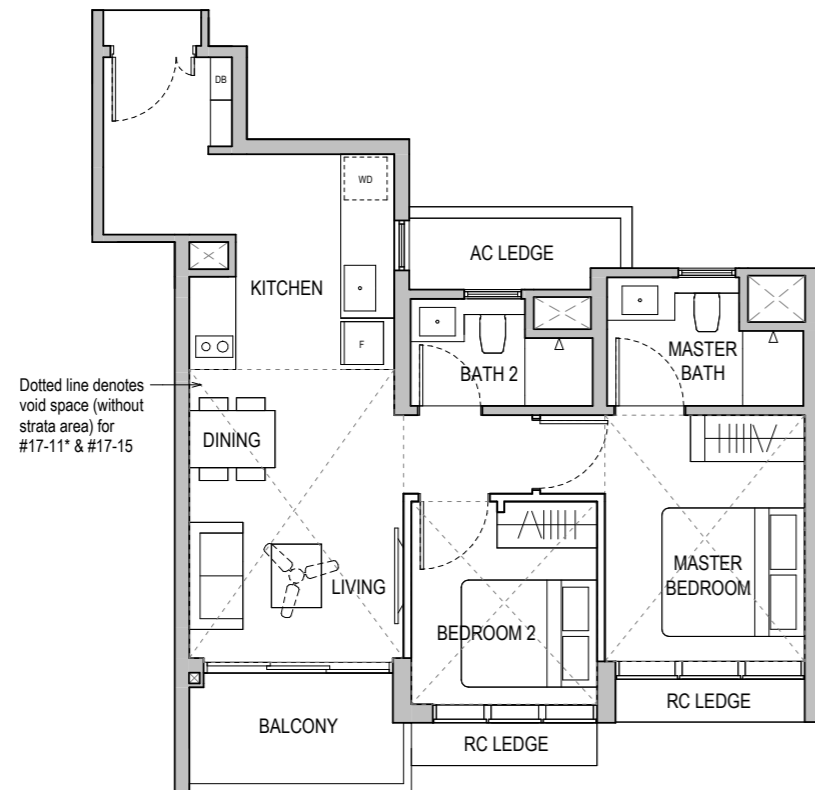 DB
WD
AC LEDGE
KITCHEN
F
BATH 2
MASTER
BATH
Dotted line denotes
void space (without
strata area) for
#17-11* & #17-15
DINING
LIVING
MASTER
BEDROOM
BEDROOM 2
BALCONY
RC LEDGE
RC LEDGE